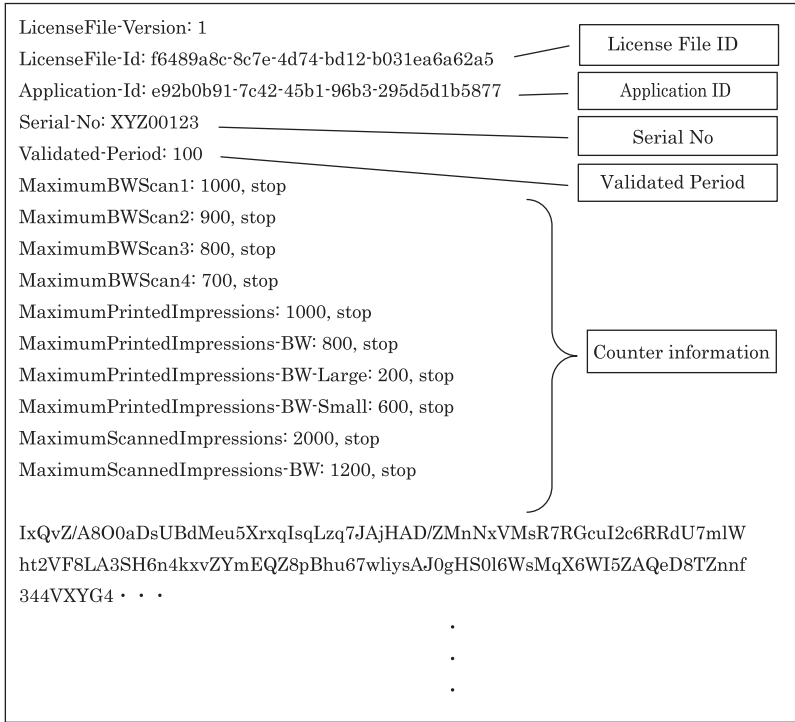 LicenseFile-Version: 1
LicenseFile-Id: f6489a8c-8c7e-4d74-bd12-b031ea6a62a5
License File ID
Application-Id: e92b0b91-7c42-45b1-96b3-295d5d1b5877
Application ID
Serial-No: XYZ00123
Serial No
Validated-Period: 100
Validated Period
MaximumBWScan1: 1000, stop
MaximumBWScan2: 900, stop
MaximumBWScan3: 800, stop
MaximumBWScan4: 700, stop
MaximumPrintedImpressions: 1000, stop
MaximumPrintedImpressions-BW: 800, stop
Counter information
MaximumPrintedImpressions-BW-Large: 200, stop
MaximumPrintedImpressions-BW-Small: 600, stop
MaximumScannedImpressions: 2000, stop
MaximumScannedImpressions-BW: 1200, stop
IxQvZ/A8O0aDsUBdMeu5XrxqIsqLzq7JAjHAD/ZMnNxVMsR7RGcuI2c6RRdU7mlW
ht2VF8LA3SH6n4kxvZYmEQZ8pBhu67wliysAJ0gHS0l6WsMqX6WI5ZAQeD8TZnnf
344VXYG4・・・